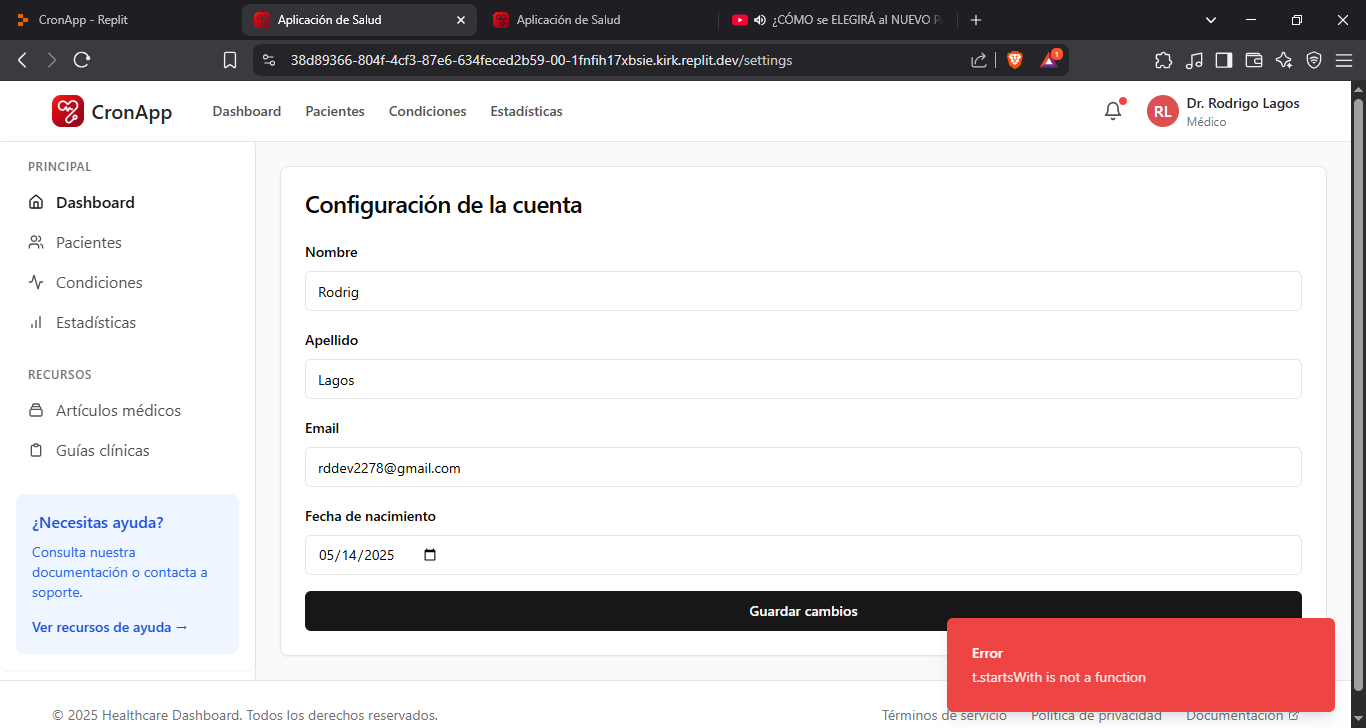 CronApp - Replit
Aplicación de Salud
Aplicación de Salud
¿CÓMO se ELEGIRÁ al NUEVO
38d89366-804f-4cf3-87e6-634feced2b59-00-1fnfih17xbsie.kirk.replit.dev/settings
1
CronApp
Dashboard
Pacientes
Condiciones
Estadísticas
RL
Dr. Rodrigo Lagos
Médico
PRINCIPAL
Dashboard
Pacientes
Condiciones
Estadísticas
RECURSOS
Artículos médicos
Guías clínicas
¿Necesitas ayuda?
Consulta nuestra
documentación o contacta a
soporte.
Ver recursos de ayuda →
Configuración de la cuenta
Nombre
Rodrig
Apellido
Lagos
Email
rddev2278@gmail.com
Fecha de nacimiento
05/14/2025
Guardar cambios
Error
t.startsWith is not a function
© 2025 Healthcare Dashboard. Todos los derechos reservados.
Términos de servicio
Política de privacidad
Documentación